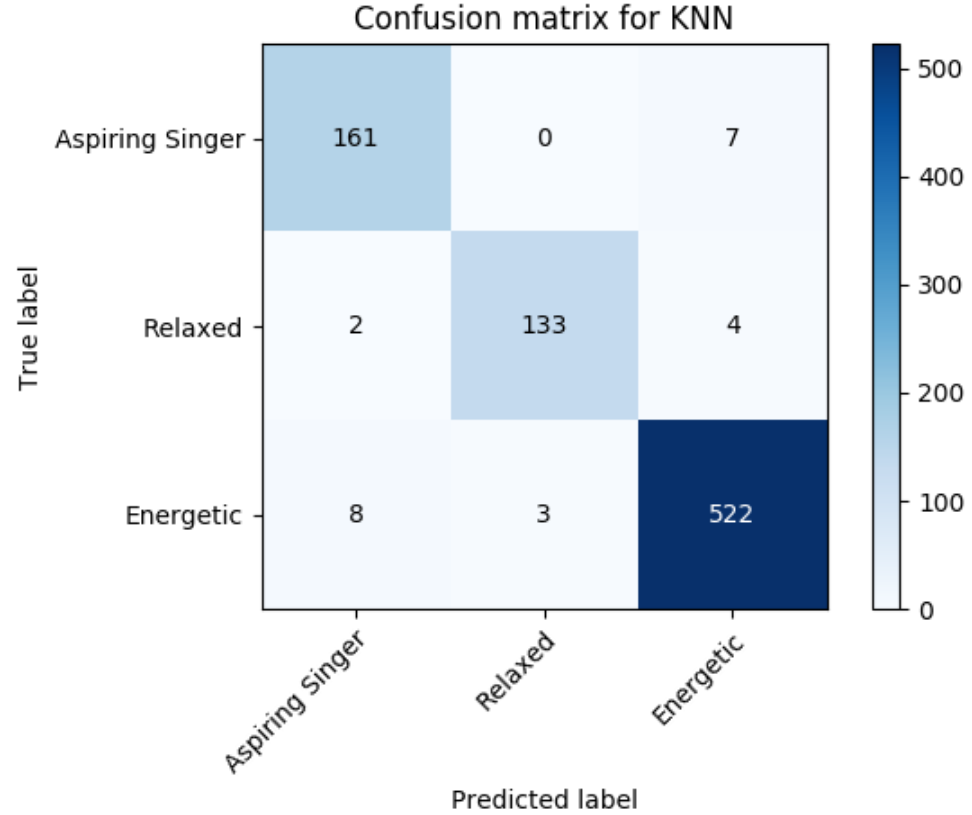 Confusion matrix for KNN
Aspiring Singer 161 0 7
Relaxed 2 133 4
Energetic 8 3 522
Aspiring Singer Relaxed Energetic
True label
Predicted label
500
400
300
200
100
0